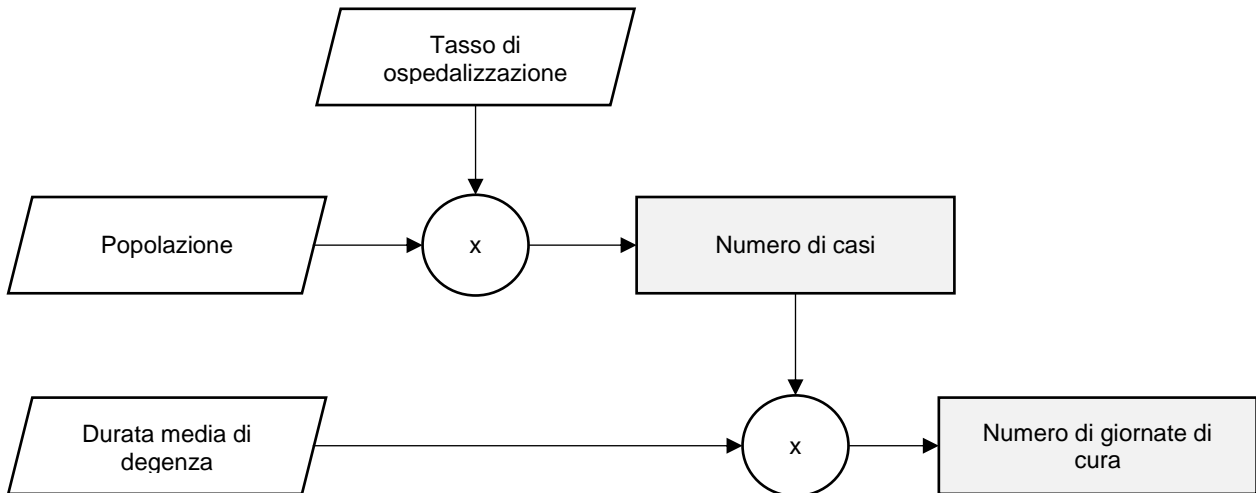 Tasso di
ospedalizzazione
Popolazione
x
Numero di casi
Durata media di
degenza
x
Numero di giornate di
cura